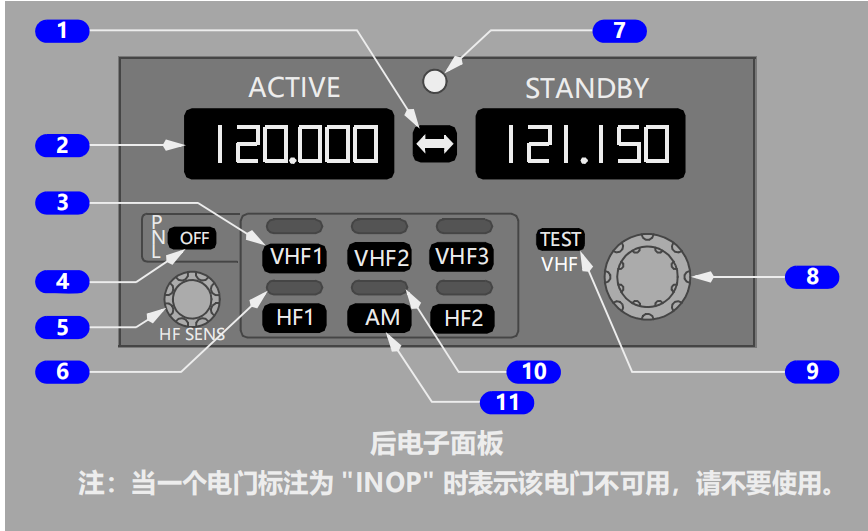 1
7
ACTIVE
STANDBY
2
120.000
121.150
3
PNL
OFF
VHF1
VHF2
VHF3
TEST
VHF
4
8
5
HF SENS
HF1
AM
HF2
6
10
9
11
后电子面板
注：当一个电门标注为 "INOP" 时表示该电门不可用，请不要使用。